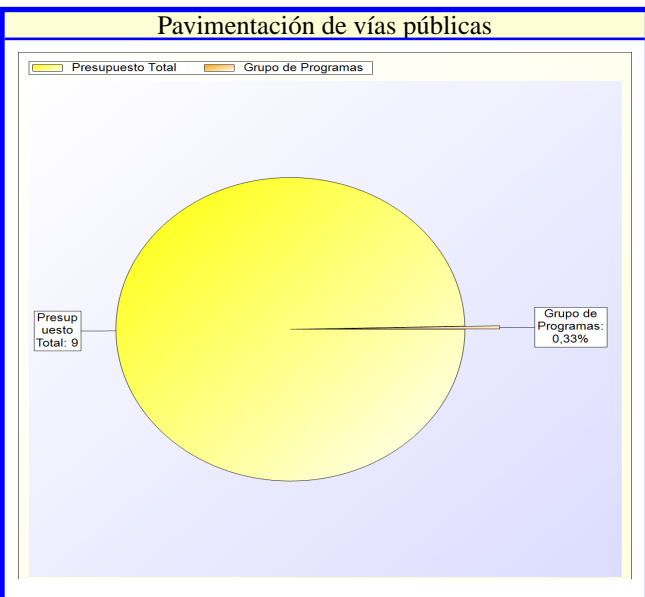 Pavimentación de vías públicas
Presupuesto Total Grupo de Programas
Presup
uesto
Total: 9
Grupo de
Programas:
0,33%